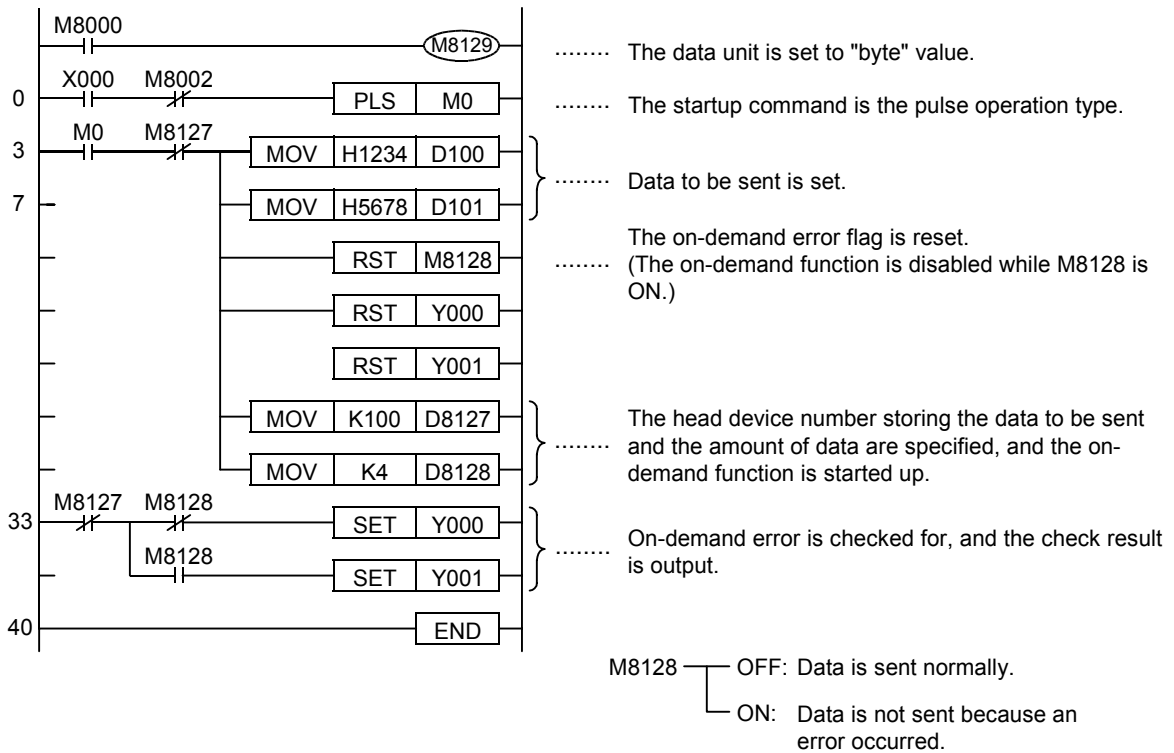 M8000
M8129
........ The data unit is set to "byte" value.
X000 M8002
0 PLS M0
........ The startup command is the pulse operation type.
M0 M8127
3 MOV H1234 D100
7 MOV H5678 D101
........ Data to be sent is set.
RST M8128
The on-demand error flag is reset.
........ (The on-demand function is disabled while M8128 is
ON.)
RST Y000
RST Y001
MOV K100 D8127
MOV K4 D8128
The head device number storing the data to be sent
........ and the amount of data are specified, and the on-
demand function is started up.
M8127 M8128
33 SET Y000
M8128
SET Y001
........ On-demand error is checked for, and the check result
is output.
40 END
M8128 OFF: Data is sent normally.
ON: Data is not sent because an
error occurred.